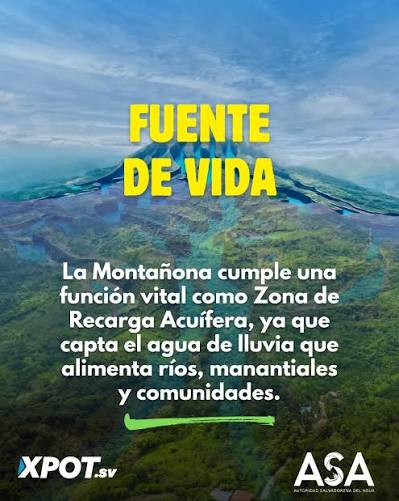 FUENTE
DE VIDA
La Montañona cumple una
función vital como Zona de
Recarga Acuífera, ya que
capta el agua de lluvia que
alimenta ríos, manantiales
y comunidades.
XPOT.sv
ASA
AUTORIDAD SALVADOREÑA DEL AGUA